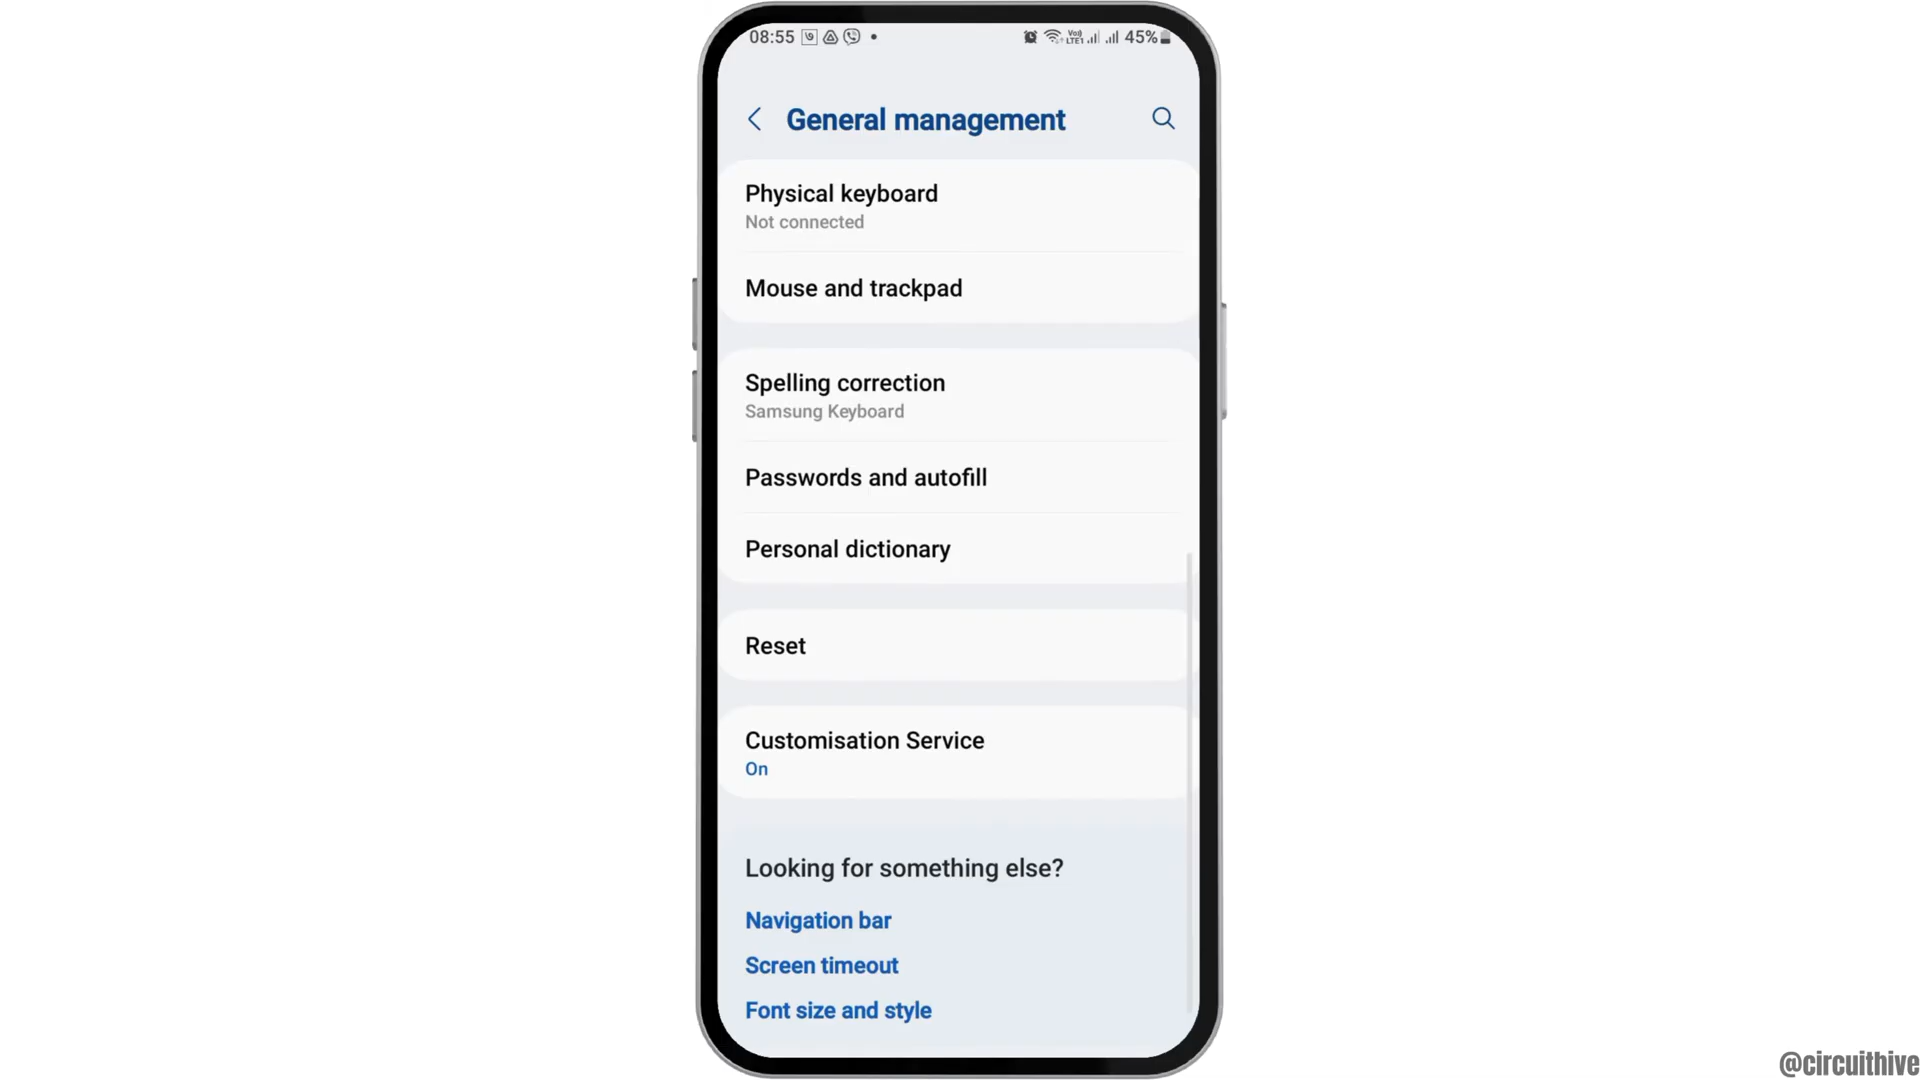 08:55 45%
General management
Physical keyboard
Not connected
Mouse and trackpad
Spelling correction
Samsung Keyboard
Passwords and autofill
Personal dictionary
Reset
Customisation Service
On
Looking for something else?
Navigation bar
Screen timeout
Font size and style
@circuithive